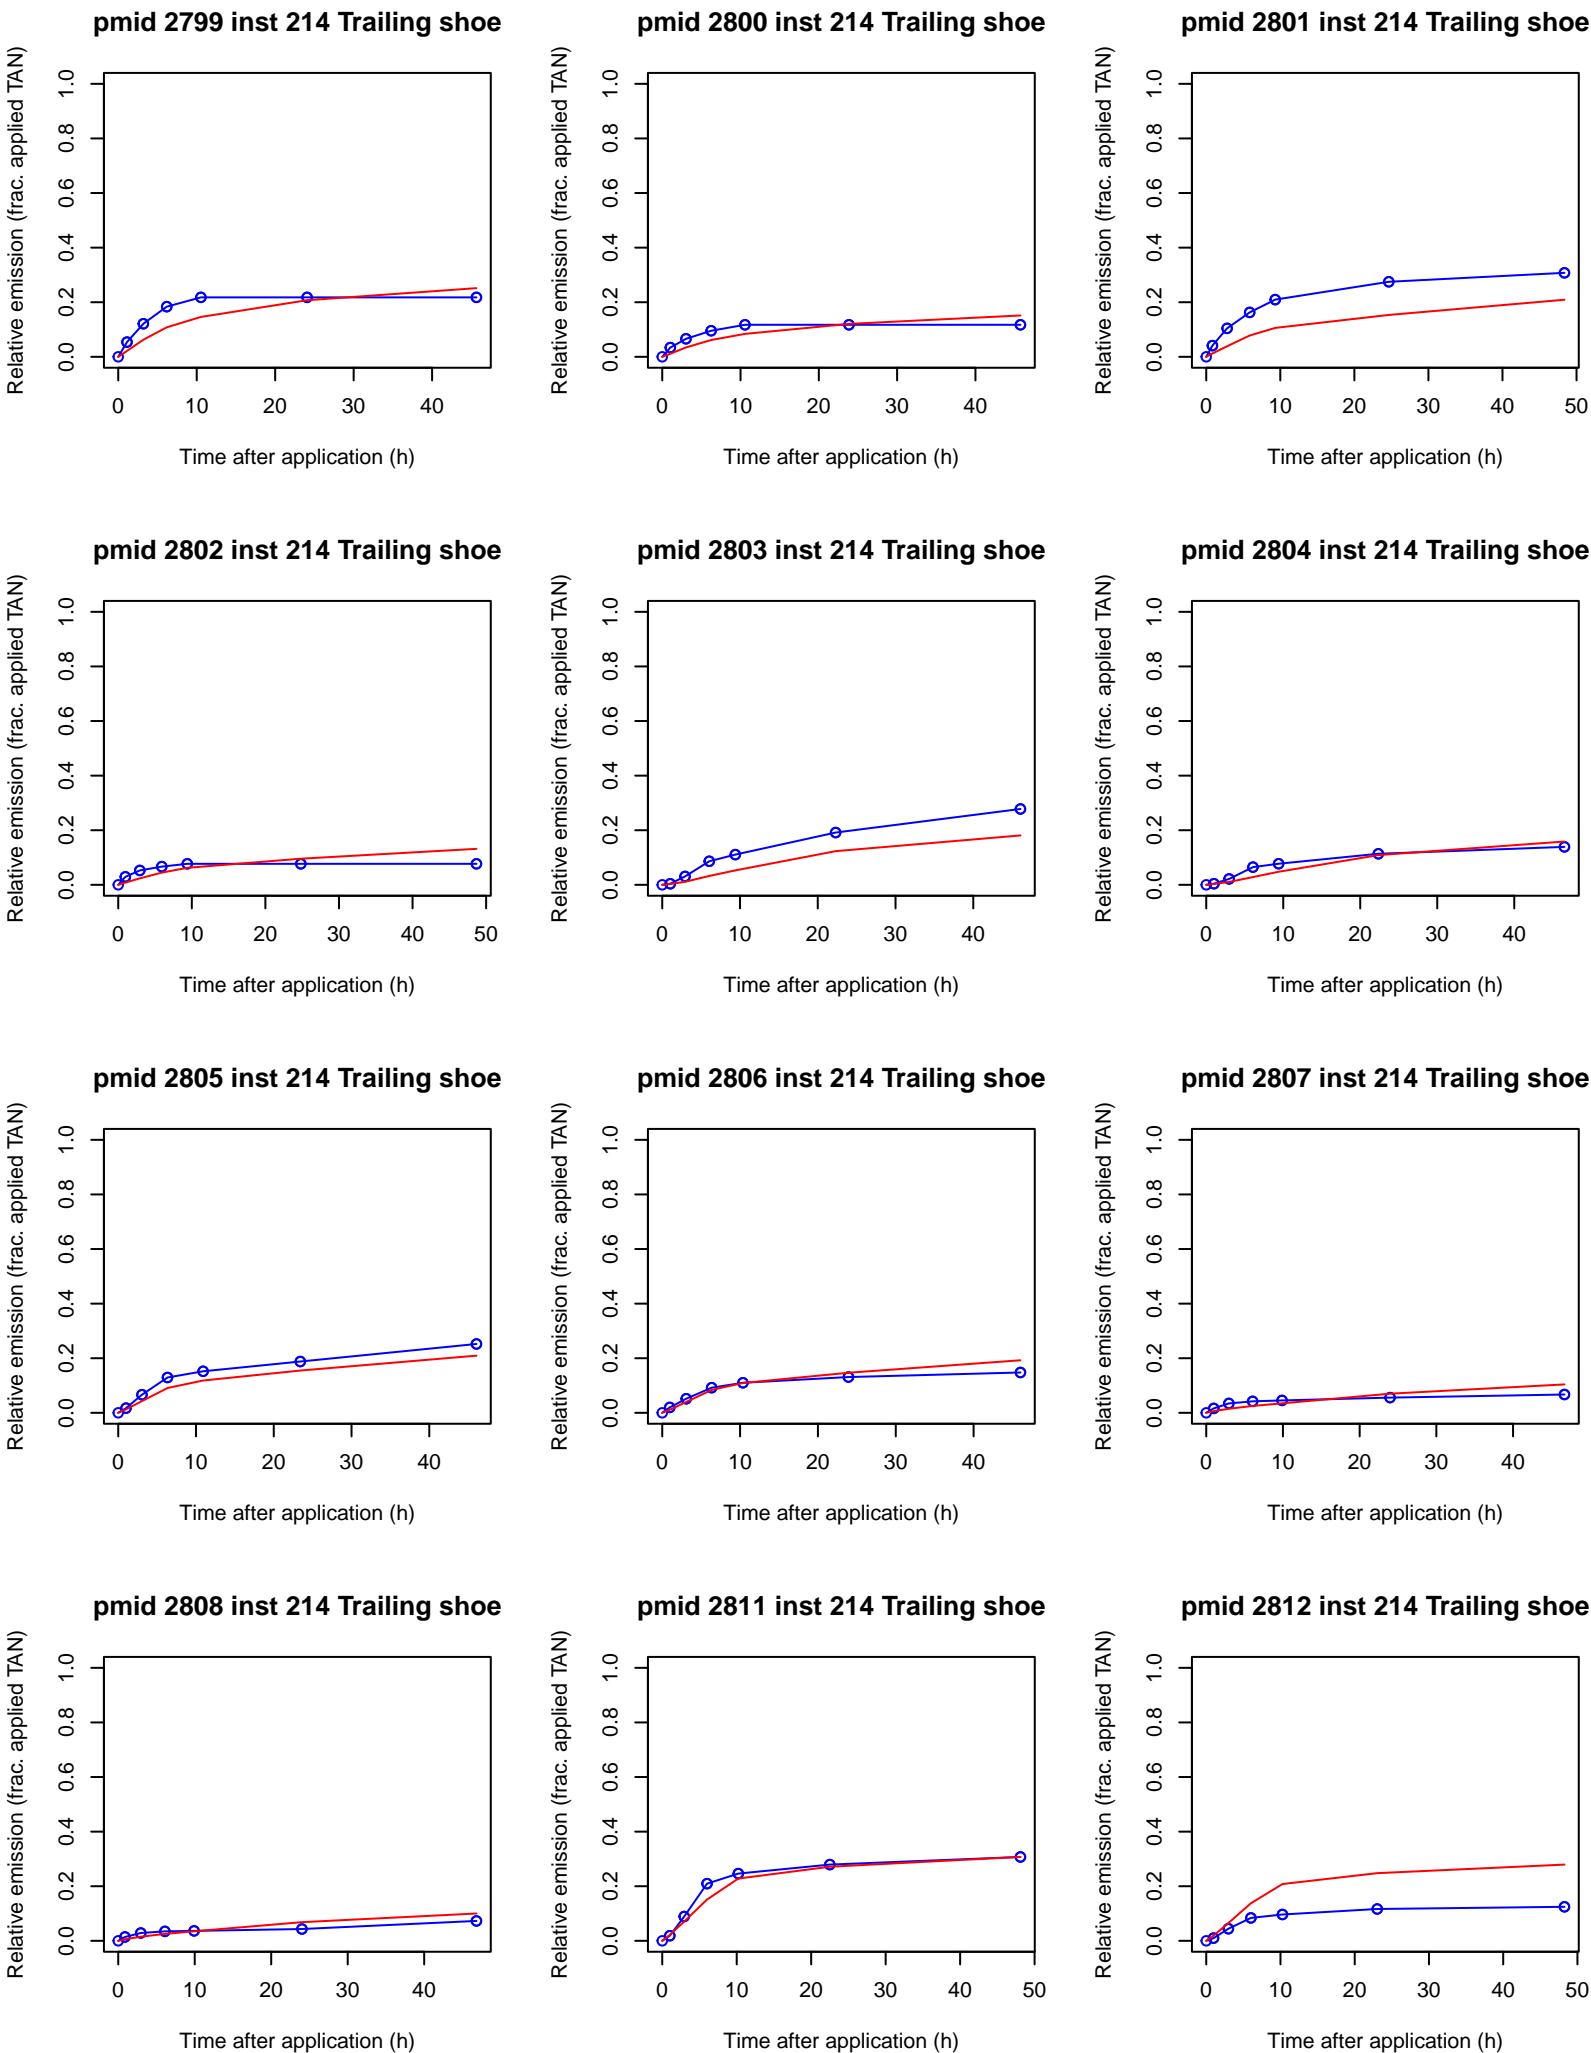 pmid 2799 inst 214 Trailing shoe
Relative emission (frac. applied TAN)
1.0
0.8
0.6
0.4
0.2
0.0
0 10 20 30 40
Time after application (h)
pmid 2800 inst 214 Trailing shoe
Relative emission (frac. applied TAN)
1.0
0.8
0.6
0.4
0.2
0.0
0 10 20 30 40
Time after application (h)
pmid 2801 inst 214 Trailing shoe
Relative emission (frac. applied TAN)
1.0
0.8
0.6
0.4
0.2
0.0
0 10 20 30 40 50
Time after application (h)
pmid 2802 inst 214 Trailing shoe
Relative emission (frac. applied TAN)
1.0
0.8
0.6
0.4
0.2
0.0
0 10 20 30 40 50
Time after application (h)
pmid 2803 inst 214 Trailing shoe
Relative emission (frac. applied TAN)
1.0
0.8
0.6
0.4
0.2
0.0
0 10 20 30 40
Time after application (h)
pmid 2804 inst 214 Trailing shoe
Relative emission (frac. applied TAN)
1.0
0.8
0.6
0.4
0.2
0.0
0 10 20 30 40
Time after application (h)
pmid 2805 inst 214 Trailing shoe
Relative emission (frac. applied TAN)
1.0
0.8
0.6
0.4
0.2
0.0
0 10 20 30 40
Time after application (h)
pmid 2806 inst 214 Trailing shoe
Relative emission (frac. applied TAN)
1.0
0.8
0.6
0.4
0.2
0.0
0 10 20 30 40
Time after application (h)
pmid 2807 inst 214 Trailing shoe
Relative emission (frac. applied TAN)
1.0
0.8
0.6
0.4
0.2
0.0
0 10 20 30 40
Time after application (h)
pmid 2808 inst 214 Trailing shoe
Relative emission (frac. applied TAN)
1.0
0.8
0.6
0.4
0.2
0.0
0 10 20 30 40
Time after application (h)
pmid 2811 inst 214 Trailing shoe
Relative emission (frac. applied TAN)
1.0
0.8
0.6
0.4
0.2
0.0
0 10 20 30 40 50
Time after application (h)
pmid 2812 inst 214 Trailing shoe
Relative emission (frac. applied TAN)
1.0
0.8
0.6
0.4
0.2
0.0
0 10 20 30 40 50
Time after application (h)